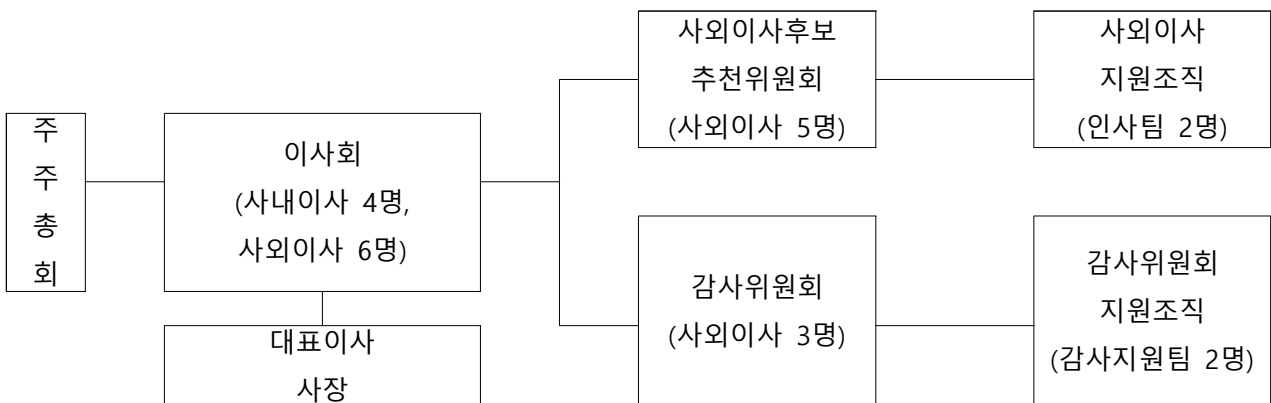 주
주
총
회
이사회
(사내이사 4명,
사외이사 6명)
대표이사
사장
사외이사후보
추천위원회
(사외이사 5명)
사외이사
지원조직
(인사팀 2명)
감사위원회
(사외이사 3명)
감사위원회
지원조직
(감사지원팀 2명)